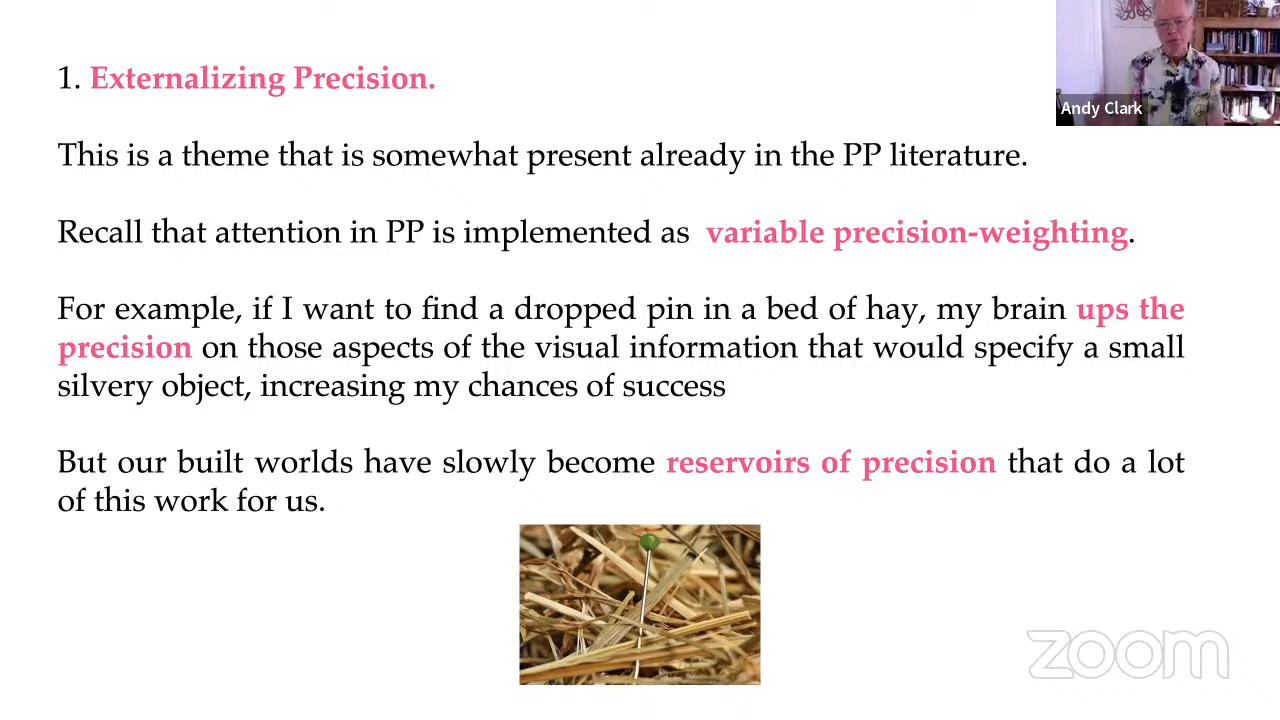 1. Externalizing Precision.
Andy Clark
This is a theme that is somewhat present already in the PP literature.
Recall that attention in PP is implemented as variable precision-weighting.
For example, if I want to find a dropped pin in a bed of hay, my brain ups the
precision on those aspects of the visual information that would specify a small
silvery object, increasing my chances of success
But our built worlds have slowly become reservoirs of precision that do a lot
of this work for us.
zoom